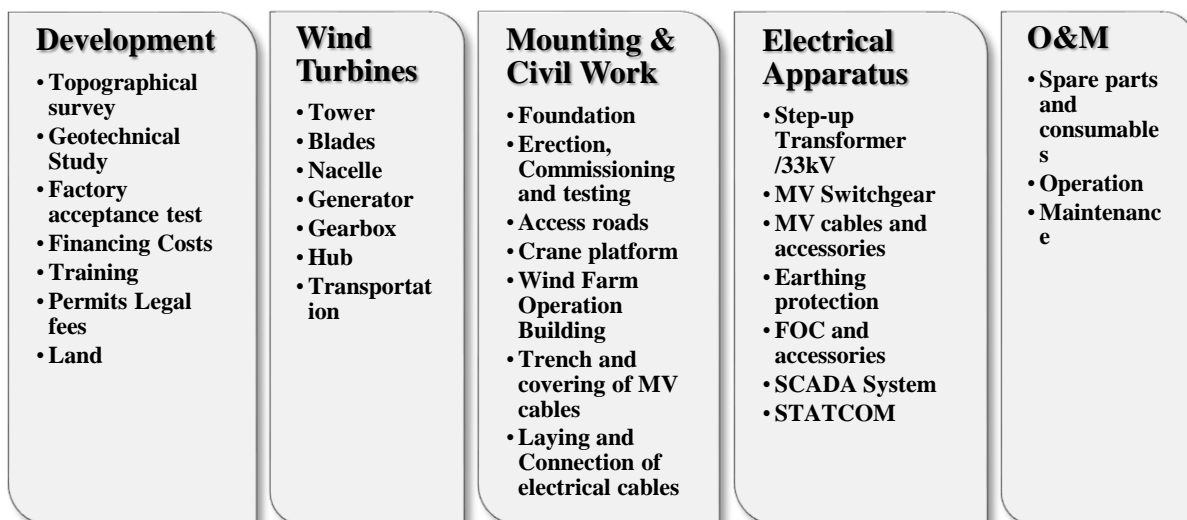 Development
• Topographical
survey
• Geotechnical
Study
• Factory
acceptance test
• Financing Costs
• Training
• Permits Legal
fees
• Land
Wind
Turbines
• Tower
• Blades
• Nacelle
• Generator
• Gearbox
• Hub
• Transportat
ion
Mounting &
Civil Work
• Foundation
• Erection,
Commissioning
and testing
• Access roads
• Crane platform
• Wind Farm
Operation
Building
• Trench and
covering of MV
cables
• Laying and
Connection of
electrical cables
Electrical
Apparatus
• Step-up
Transformer
/33kV
• MV Switchgear
• MV cables and
accessories
• Earthing
protection
• FOC and
accessories
• SCADA System
• STATCOM
O&M
• Spare parts
and
consumable
s
• Operation
• Maintenanc
e